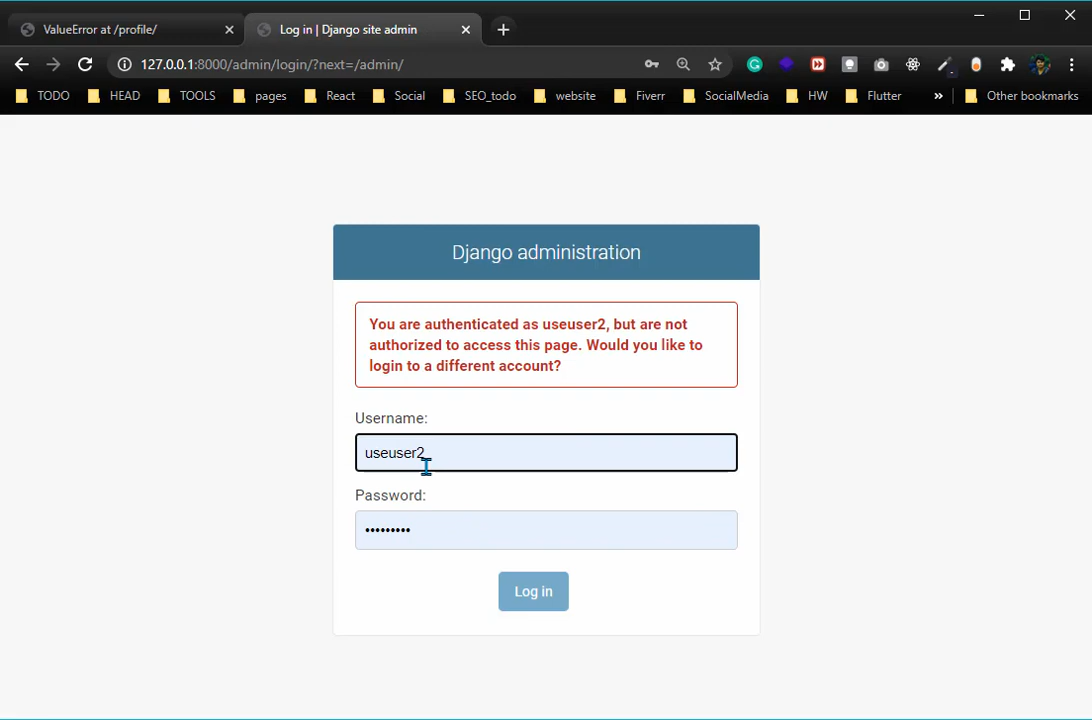 ValueError at /profile/
Log in | Django site admin
127.0.0.1:8000/admin/login/?next=/admin/
TODO HEAD TOOLS pages React Social SEO_todo website Fiverr SocialMedia HW Flutter » Other bookmarks
Django administration
You are authenticated as useuser2, but are not
authorized to access this page. Would you like to
login to a different account?
Username:
useuser2
Password:
•••••••••
Log in